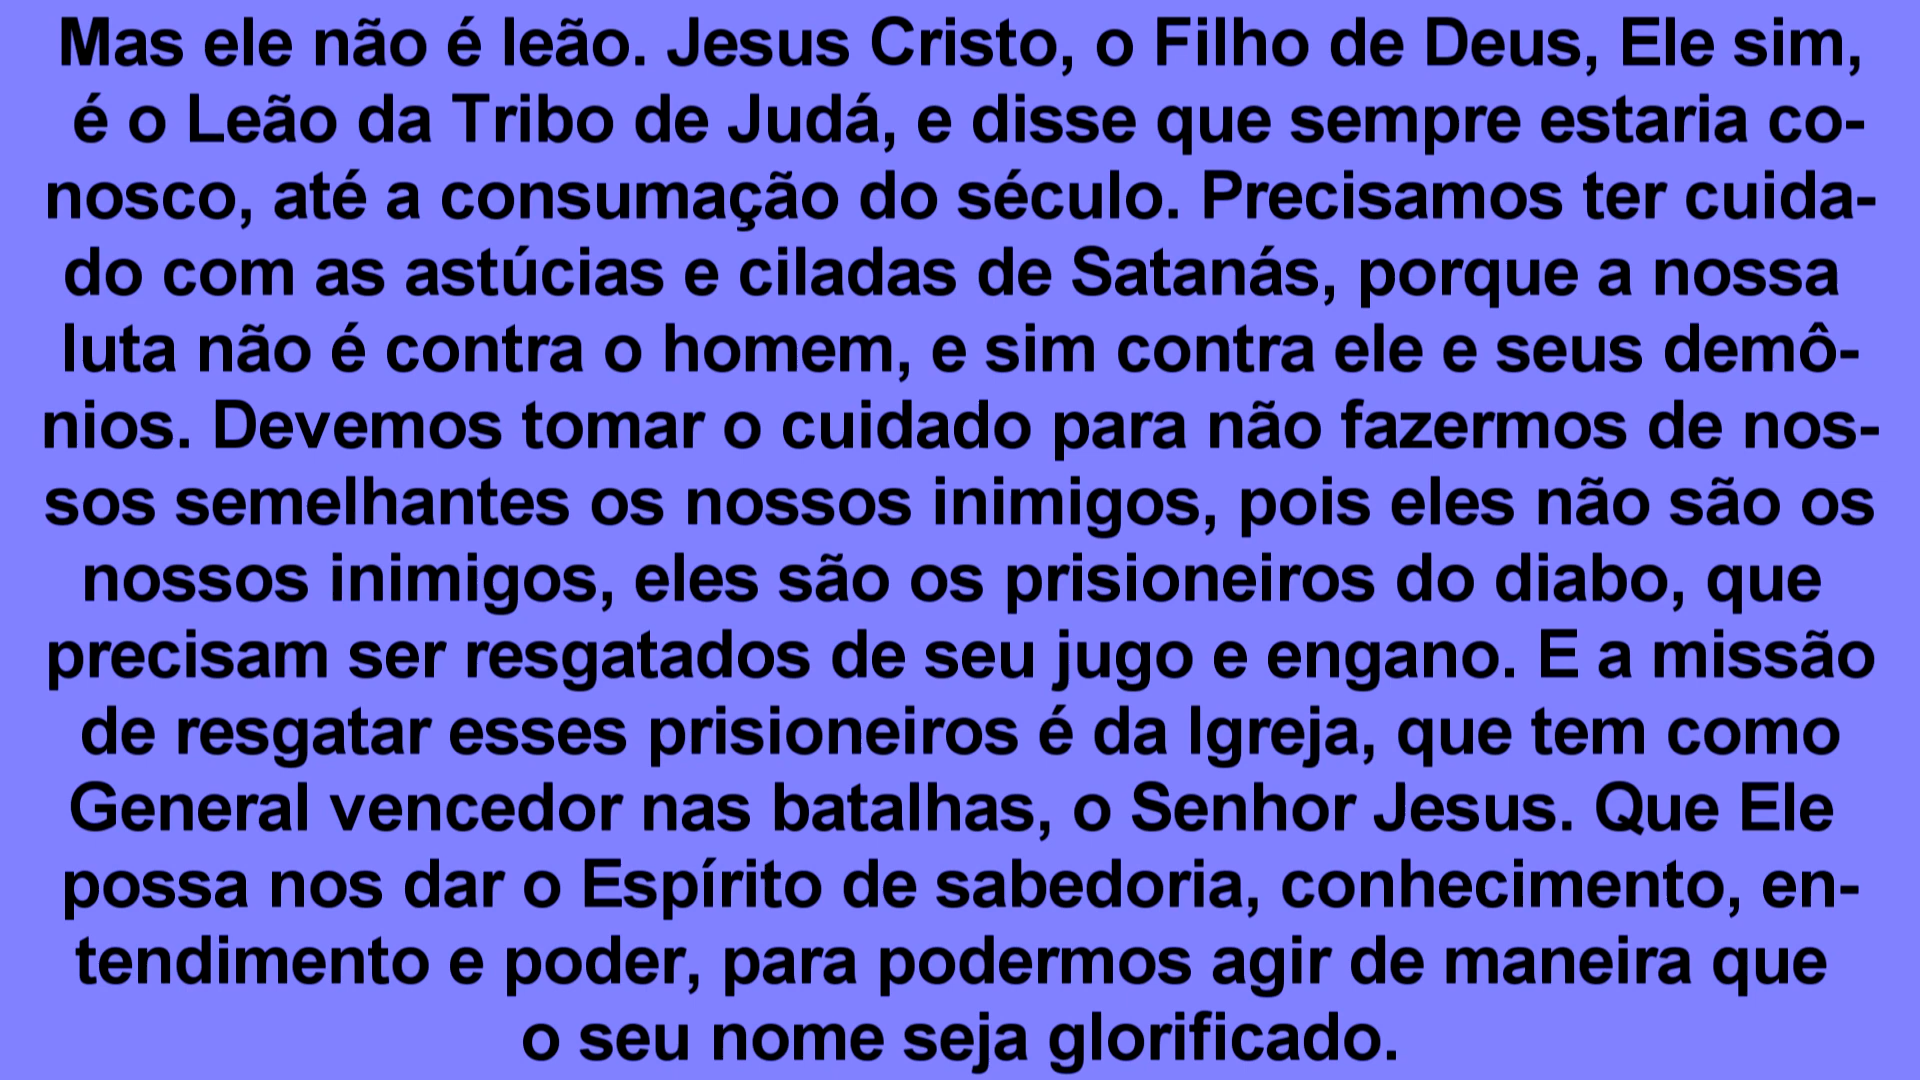 Mas ele não é leão. Jesus Cristo, o Filho de Deus, Ele sim,
é o Leão da Tribo de Judá, e disse que sempre estaria co-
nosco, até a consumação do século. Precisamos ter cuida-
do com as astúcias e ciladas de Satanás, porque a nossa
luta não é contra o homem, e sim contra ele e seus demô-
nios. Devemos tomar o cuidado para não fazermos de nos-
sos semelhantes os nossos inimigos, pois eles não são os
nossos inimigos, eles são os prisioneiros do diabo, que
precisam ser resgatados de seu jugo e engano. E a missão
de resgatar esses prisioneiros é da Igreja, que tem como
General vencedor nas batalhas, o Senhor Jesus. Que Ele
possa nos dar o Espírito de sabedoria, conhecimento, en-
tendimento e poder, para podermos agir de maneira que
o seu nome seja glorificado.